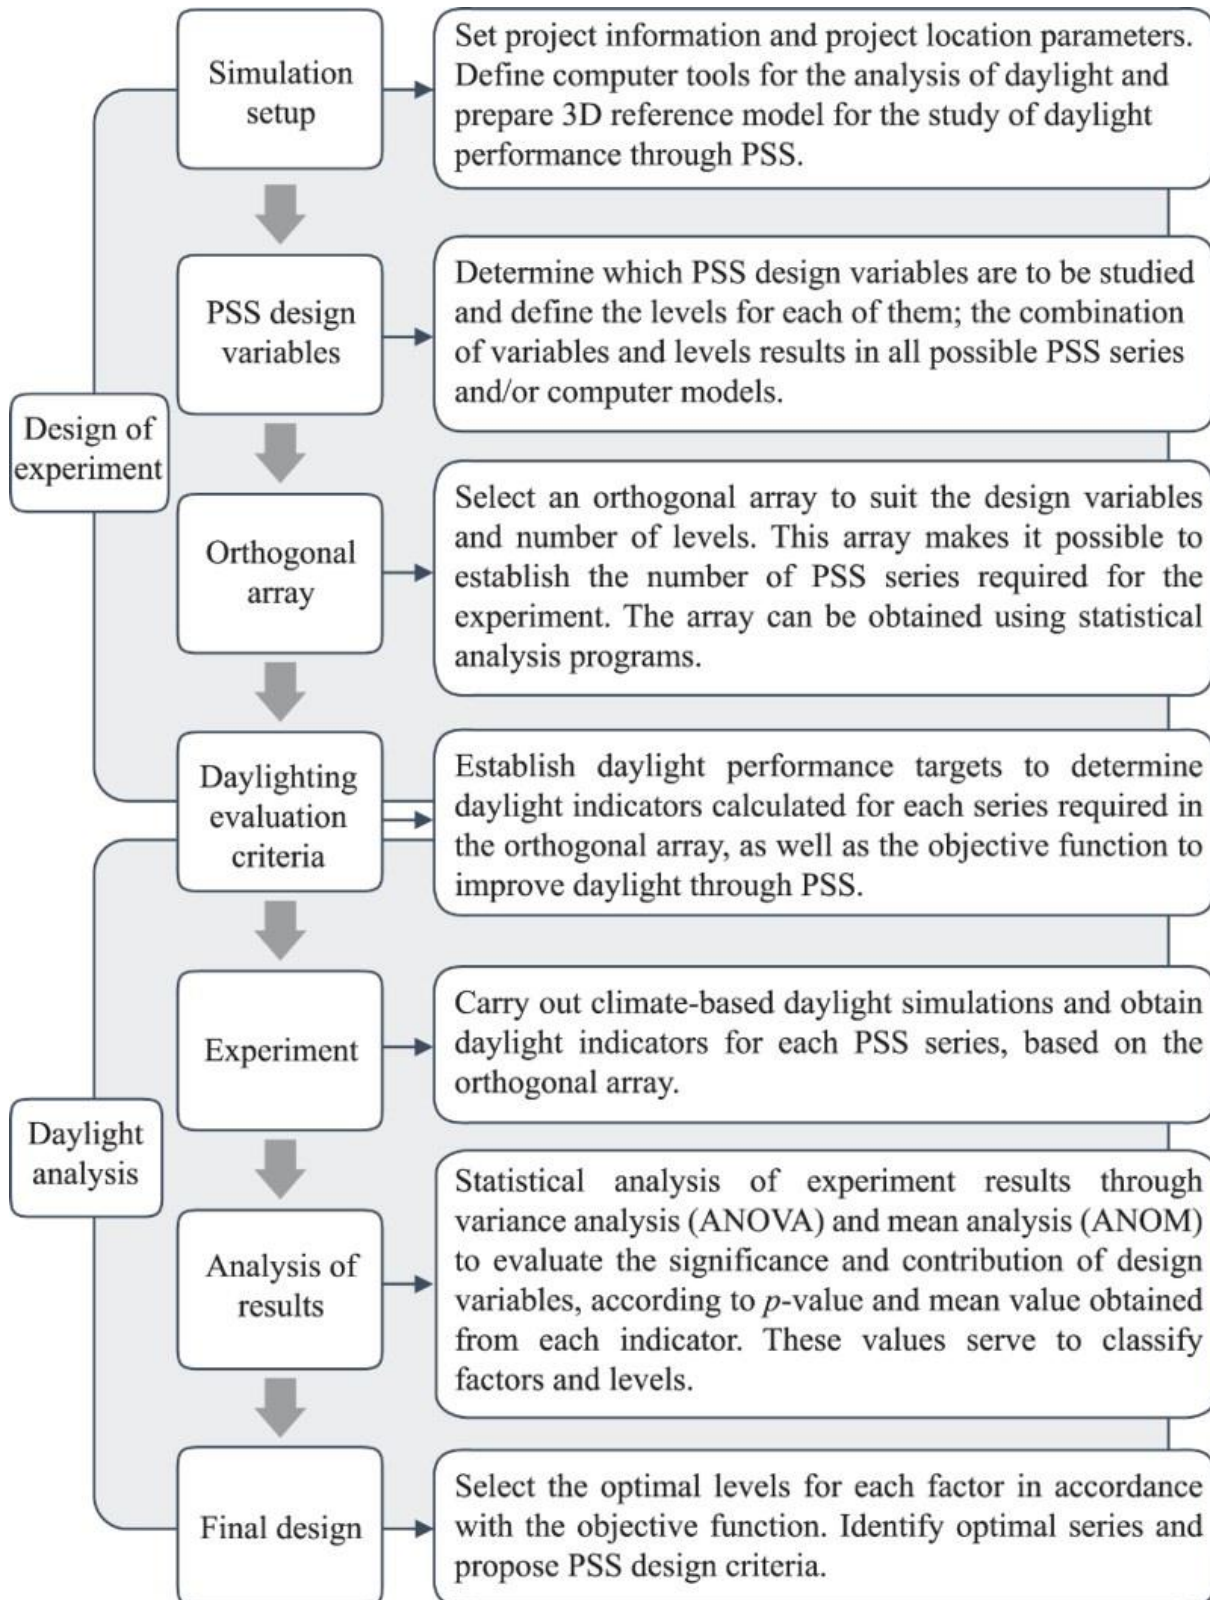 Simulation
setup
Set project information and project location parameters.
Define computer tools for the analysis of daylight and
prepare 3D reference model for the study of daylight
performance through PSS.
PSS design
variables
Determine which PSS design variables are to be studied
and define the levels for each of them; the combination
of variables and levels results in all possible PSS series
and/or computer models.
Design of
experiment
Orthogonal
array
Select an orthogonal array to suit the design variables
and number of levels. This array makes it possible to
establish the number of PSS series required for the
experiment. The array can be obtained using statistical
analysis programs.
Daylighting
evaluation
criteria
Establish daylight performance targets to determine
daylight indicators calculated for each series required in
the orthogonal array, as well as the objective function to
improve daylight through PSS.
Experiment
Carry out climate-based daylight simulations and obtain
daylight indicators for each PSS series, based on the
orthogonal array.
Daylight
analysis
Analysis of
results
Statistical analysis of experiment results through
variance analysis (ANOVA) and mean analysis (ANOM)
to evaluate the significance and contribution of design
variables, according to p-value and mean value obtained
from each indicator. These values serve to classify
factors and levels.
Final design
Select the optimal levels for each factor in accordance
with the objective function. Identify optimal series and
propose PSS design criteria.